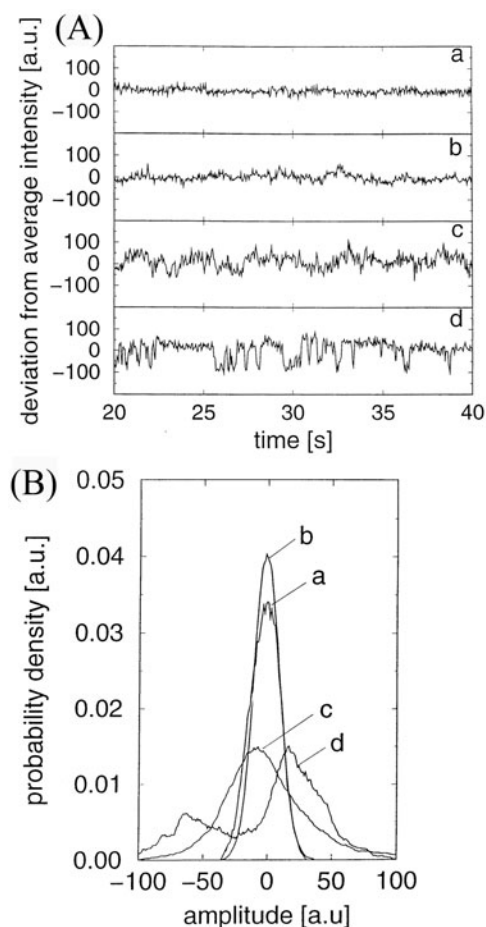 (A)
deviation from average intensity [a.u.]
100
0
−100
a
100
0
−100
b
100
0
−100
c
100
0
−100
d
20 25 30 35 40
time [s]
(B)
probability density [a.u.]
0.05
0.04
0.03
0.02
0.01
0.00
b
a
c
d
−100 −50 0 50 100
amplitude [a.u]